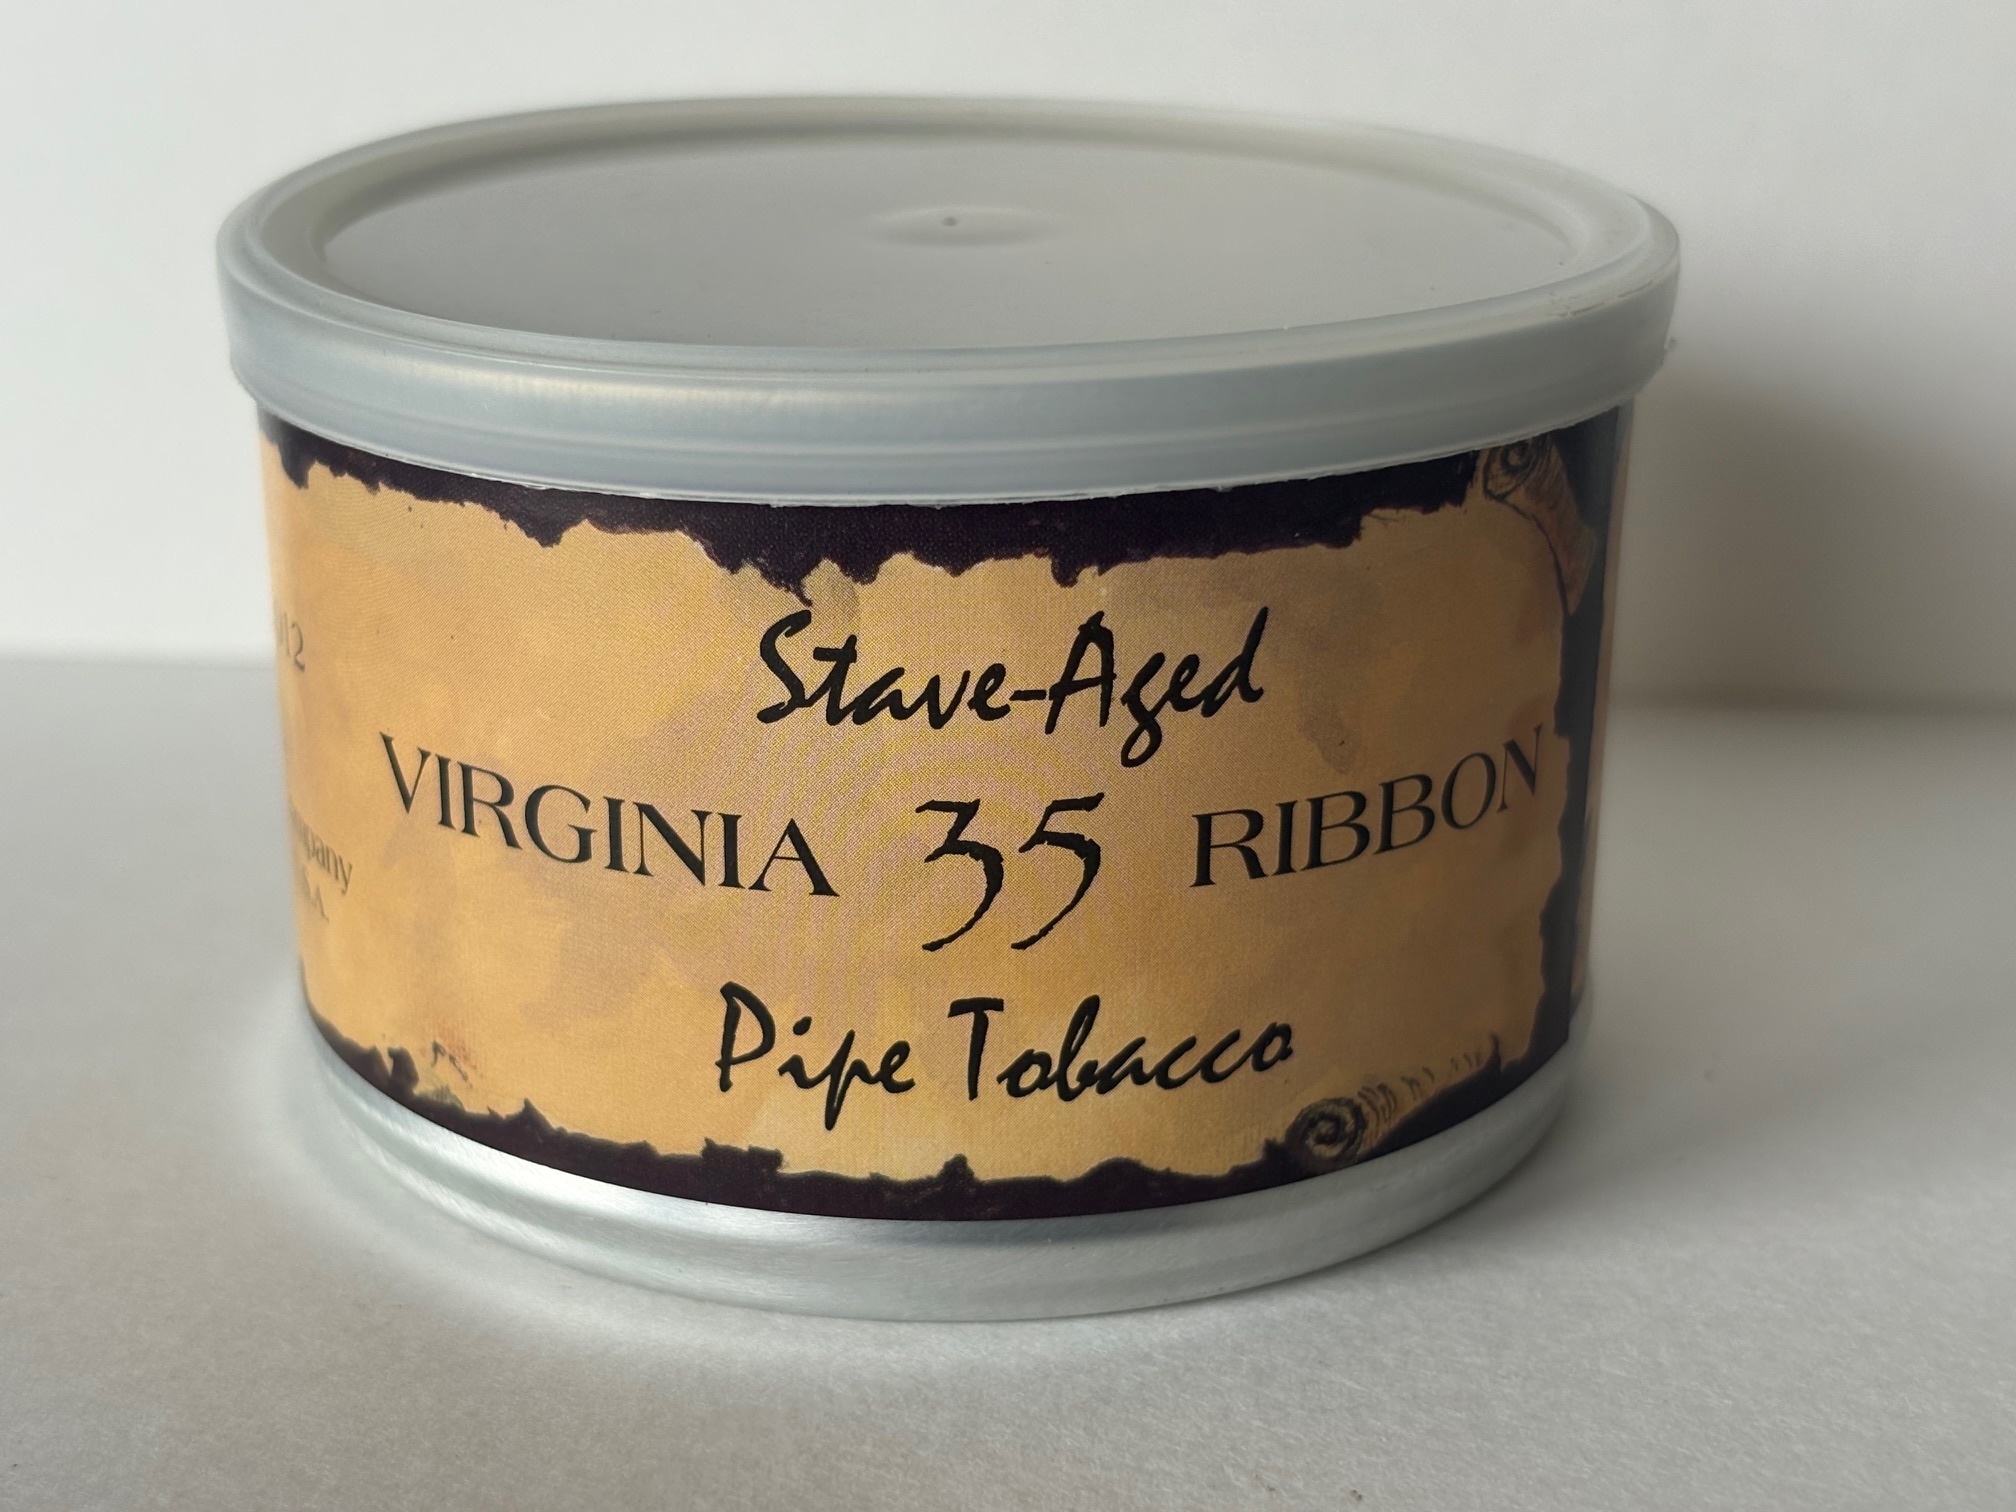 Stave-Aged
VIRGINIA 35 RIBBON
Pipe Tobacco